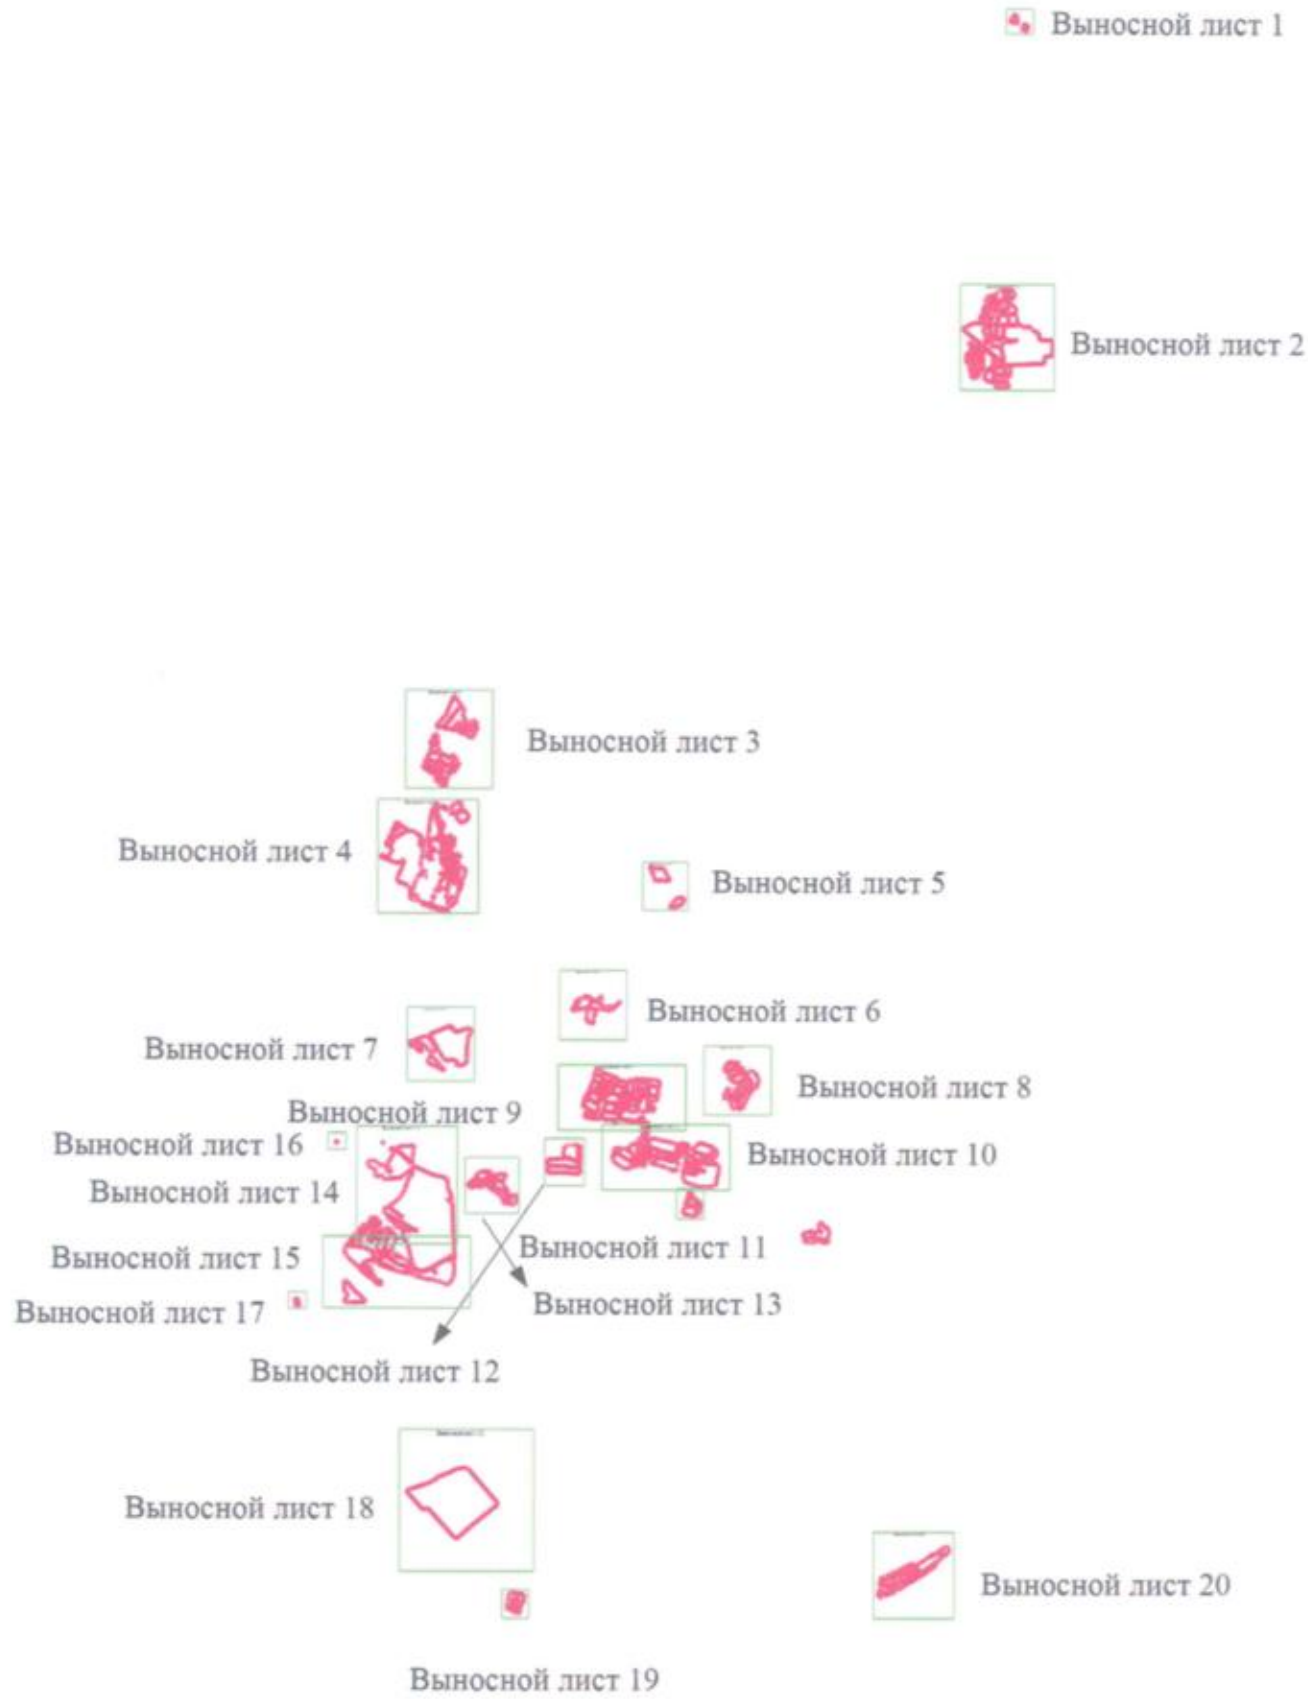 Выносной лист 1
Выносной лист 2
Выносной лист 3
Выносной лист 4
Выносной лист 5
Выносной лист 6
Выносной лист 7
Выносной лист 8
Выносной лист 9
Выносной лист 16
Выносной лист 10
Выносной лист 14
Выносной лист 11
Выносной лист 15
Выносной лист 13
Выносной лист 17
Выносной лист 12
Выносной лист 18
Выносной лист 20
Выносной лист 19